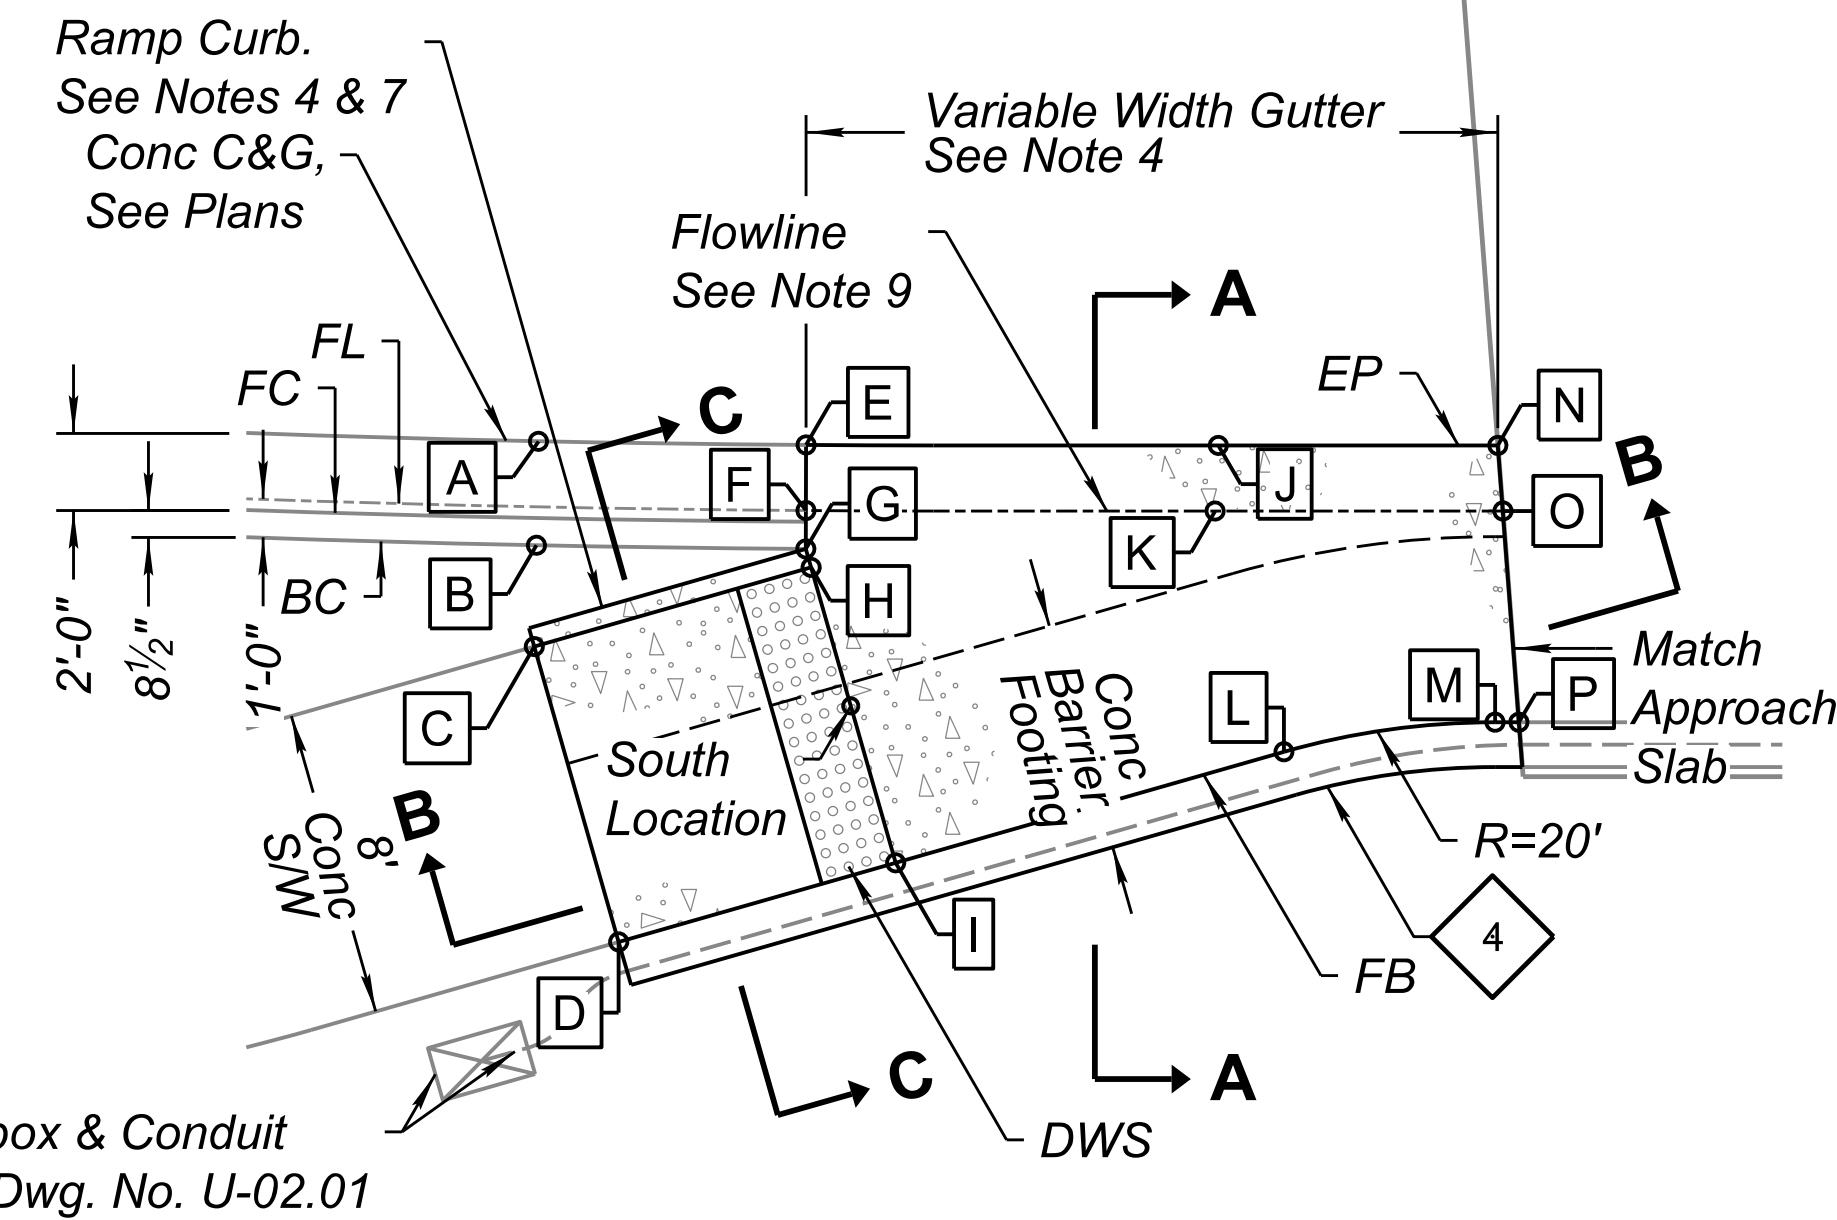 Ramp Curb.
See Notes 4 & 7
Conc C&G,
See Plans
Variable Width Gutter
See Note 4
Flowline
See Note 9
A
FL
FC
EP
C
E
N
A
F
G
J
B
O
K
B
BC
H
2'-0"
8½"
1'-0"
Match
Approach
Slab
C
L
M
P
South
Location
Conc
Barrier
Footing
B
8'
Conc
S/W
R=20'
I
4
D
FB
C
A
DWS
box & Conduit
Dwg. No. U-02.01